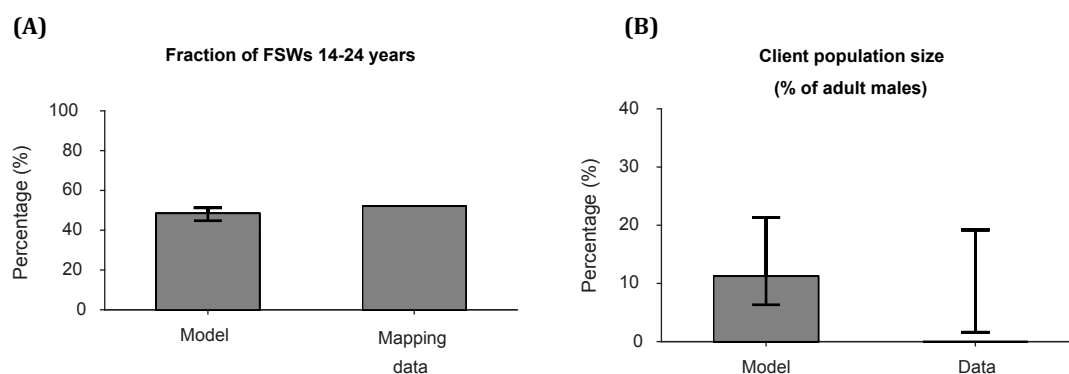 (A)
Fraction of FSWs 14-24 years
Percentage (%)
100
80
60
40
20
0
Model
Mapping
data
(B)
Client population size
(% of adult males)
Percentage (%)
40
30
20
10
0
Model
Data